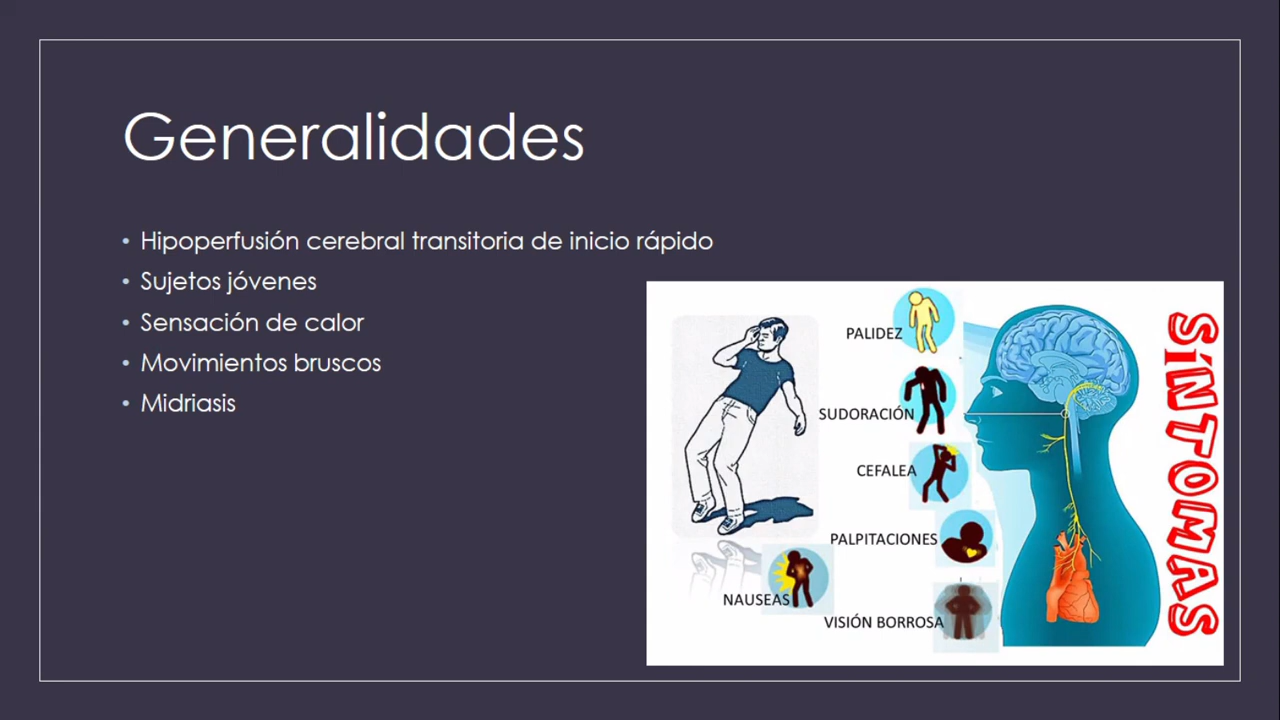 Generalidades
• Hipoperfusión cerebral transitoria de inicio rápido
• Sujetos jóvenes
• Sensación de calor
• Movimientos bruscos
• Midriasis
PALIDEZ
SUDORACIÓN
CEFALEA
PALPITACIONES
NAUSEAS
VISIÓN BORROSA
SÍNTOMAS